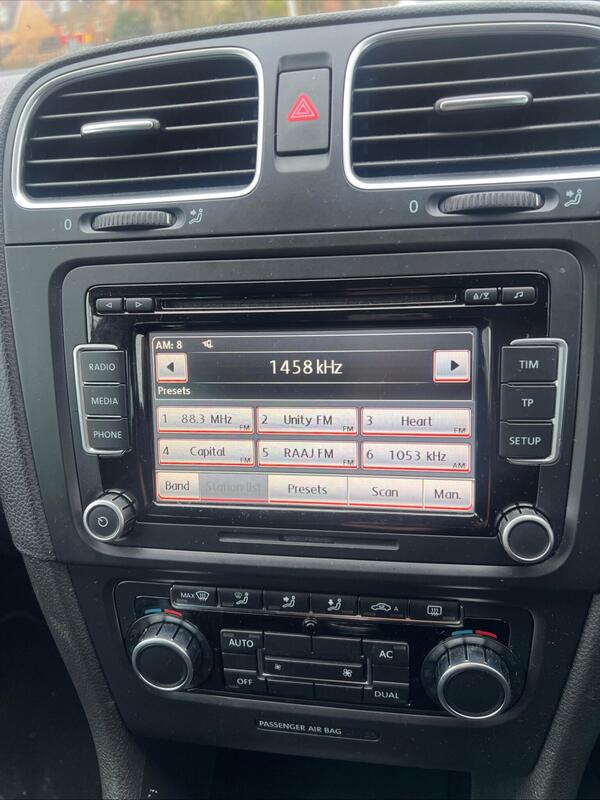 0
0
AM: 8
1458 kHz
Presets
1 88.3 MHz FM 2 Unity FM FM 3 Heart FM
4 Capital FM 5 RAAJ FM FM 6 1053 kHz AM
Band Station list Presets Scan Man.
RADIO
MEDIA
PHONE
TIM
TP
SETUP
MAX
A
AUTO
AC
OFF
DUAL
PASSENGER AIR BAG